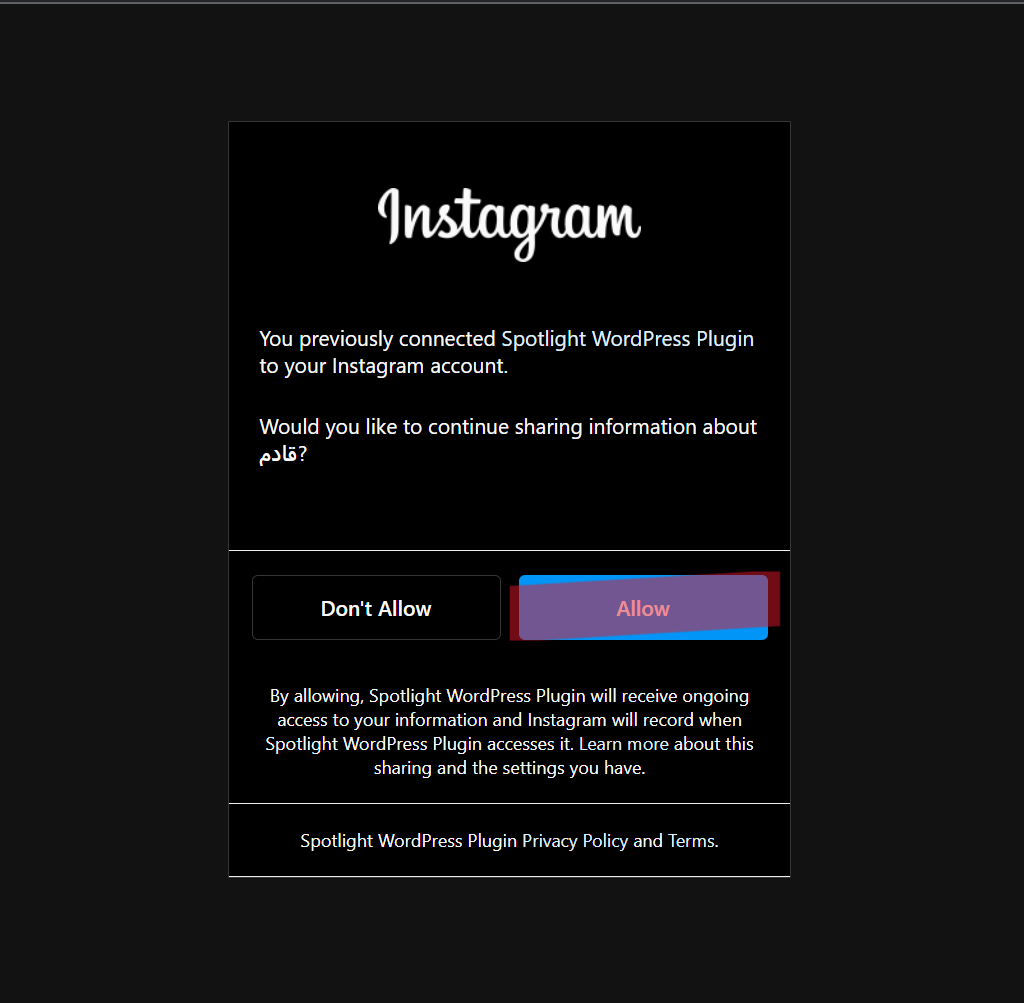 Instagram
You previously connected Spotlight WordPress Plugin
to your Instagram account.
Would you like to continue sharing information about
قادم?
Don't Allow
Allow
By allowing, Spotlight WordPress Plugin will receive ongoing
access to your information and Instagram will record when
Spotlight WordPress Plugin accesses it. Learn more about this
sharing and the settings you have.
Spotlight WordPress Plugin Privacy Policy and Terms.